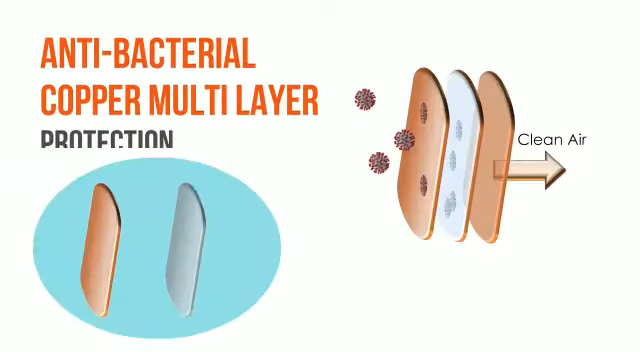 ANTI-BACTERIAL
COPPER MULTI LAYER
PROTECTION
Clean Air